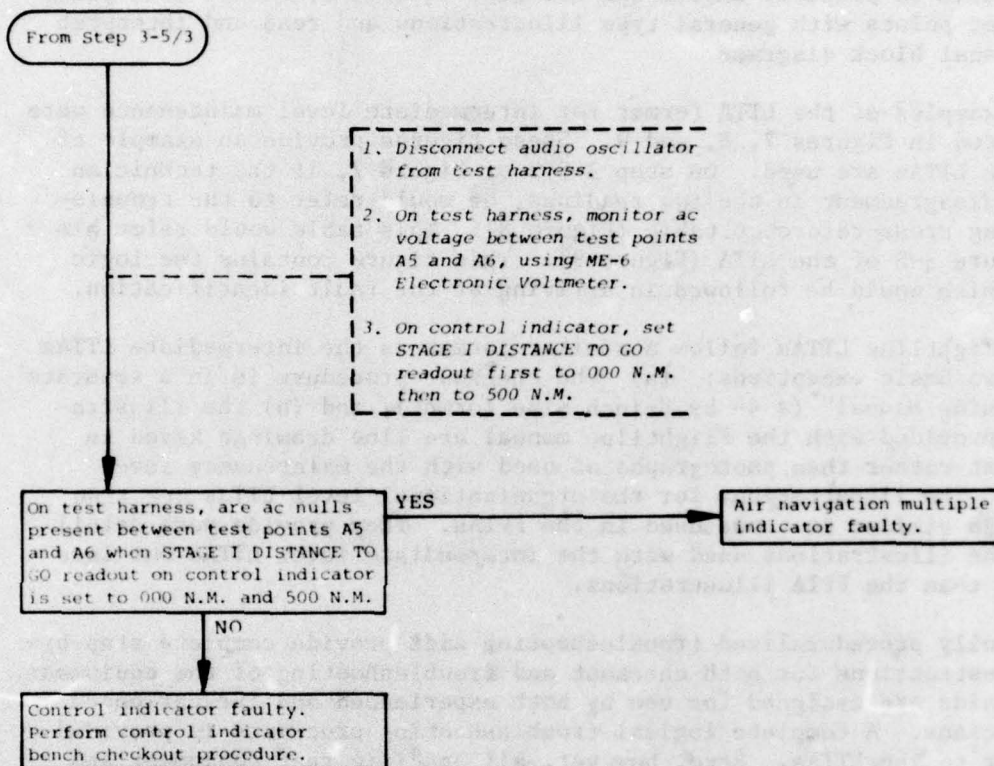 From Step 3-5/3
1. Disconnect audio oscillator
from test harness.
2. On test harness, monitor ac
voltage between test points
A5 and A6, using ME-6
Electronic Voltmeter.
3. On control indicator, set
STAGE I DISTANCE TO GO
readout first to 000 N.M.
then to 500 N.M.
On test harness, are ac nulls
present between test points A5
and A6 when STAGE I DISTANCE TO
GO readout on control indicator
is set to 000 N.M. and 500 N.M.
YES
Air navigation multiple
indicator faulty.
NO
Control indicator faulty.
Perform control indicator
bench checkout procedure.